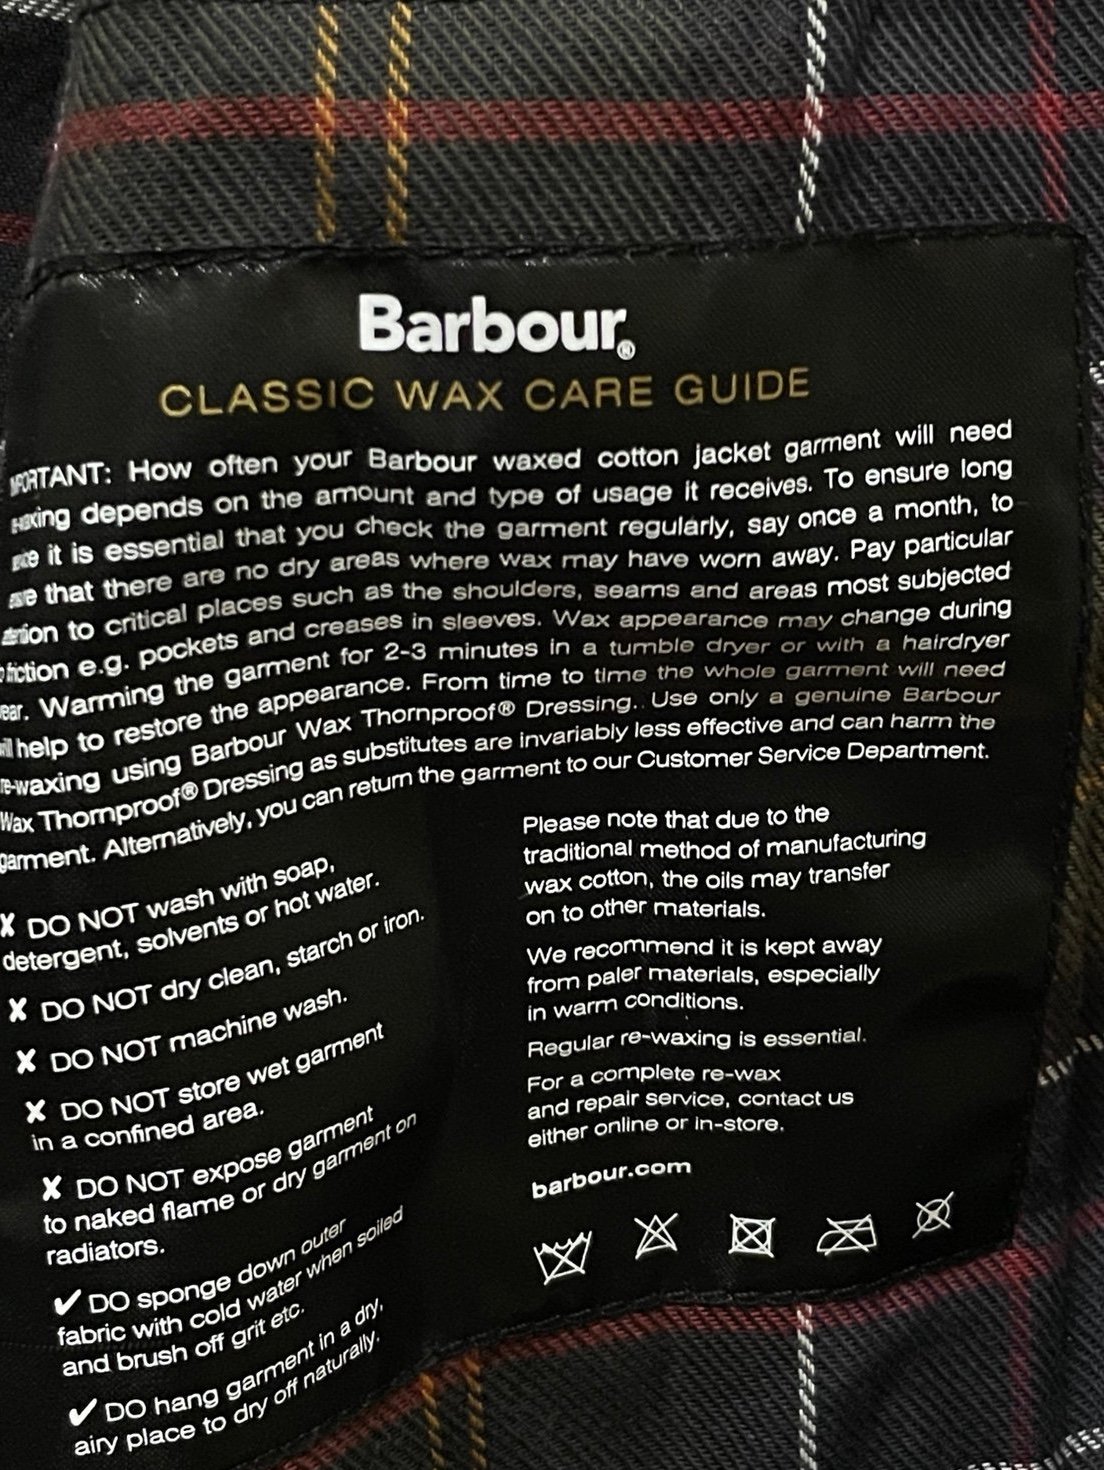 Barbour®
CLASSIC WAX CARE GUIDE
IMPORTANT: How often your Barbour waxed cotton jacket garment will need
depends on the amount and type of usage it receives. To ensure long
it is essential that you check the garment regularly, say once a month, to
that there are no dry areas where wax may have worn away. Pay particular
to critical places such as the shoulders, seams and areas most subjected
friction e.g. pockets and creases in sleeves. Wax appearance may change during
Warming the garment for 2-3 minutes in a tumble dryer or with a hairdryer
will help to restore the appearance. From time to time the whole garment will need
re-waxing using Barbour Wax Thornproof® Dressing. Use only a genuine Barbour
Wax Thornproof® Dressing as substitutes are invariably less effective and can harm the
garment. Alternatively, you can return the garment to our Customer Service Department.
✘ DO NOT wash with soap,
detergent, solvents or hot water.
✘ DO NOT dry clean, starch or iron.
✘ DO NOT machine wash.
✘ DO NOT store wet garment
in a confined area.
✘ DO NOT expose garment
to naked flame or dry garment on
radiators.
✔ DO sponge down outer
fabric with cold water when soiled
and brush off grit etc.
✔ DO hang garment in a dry,
airy place to dry off naturally.
Please note that due to the
traditional method of manufacturing
wax cotton, the oils may transfer
on to other materials.
We recommend it is kept away
from paler materials, especially
in warm conditions.
Regular re-waxing is essential.
For a complete re-wax
and repair service, contact us
either online or in-store.
barbour.com